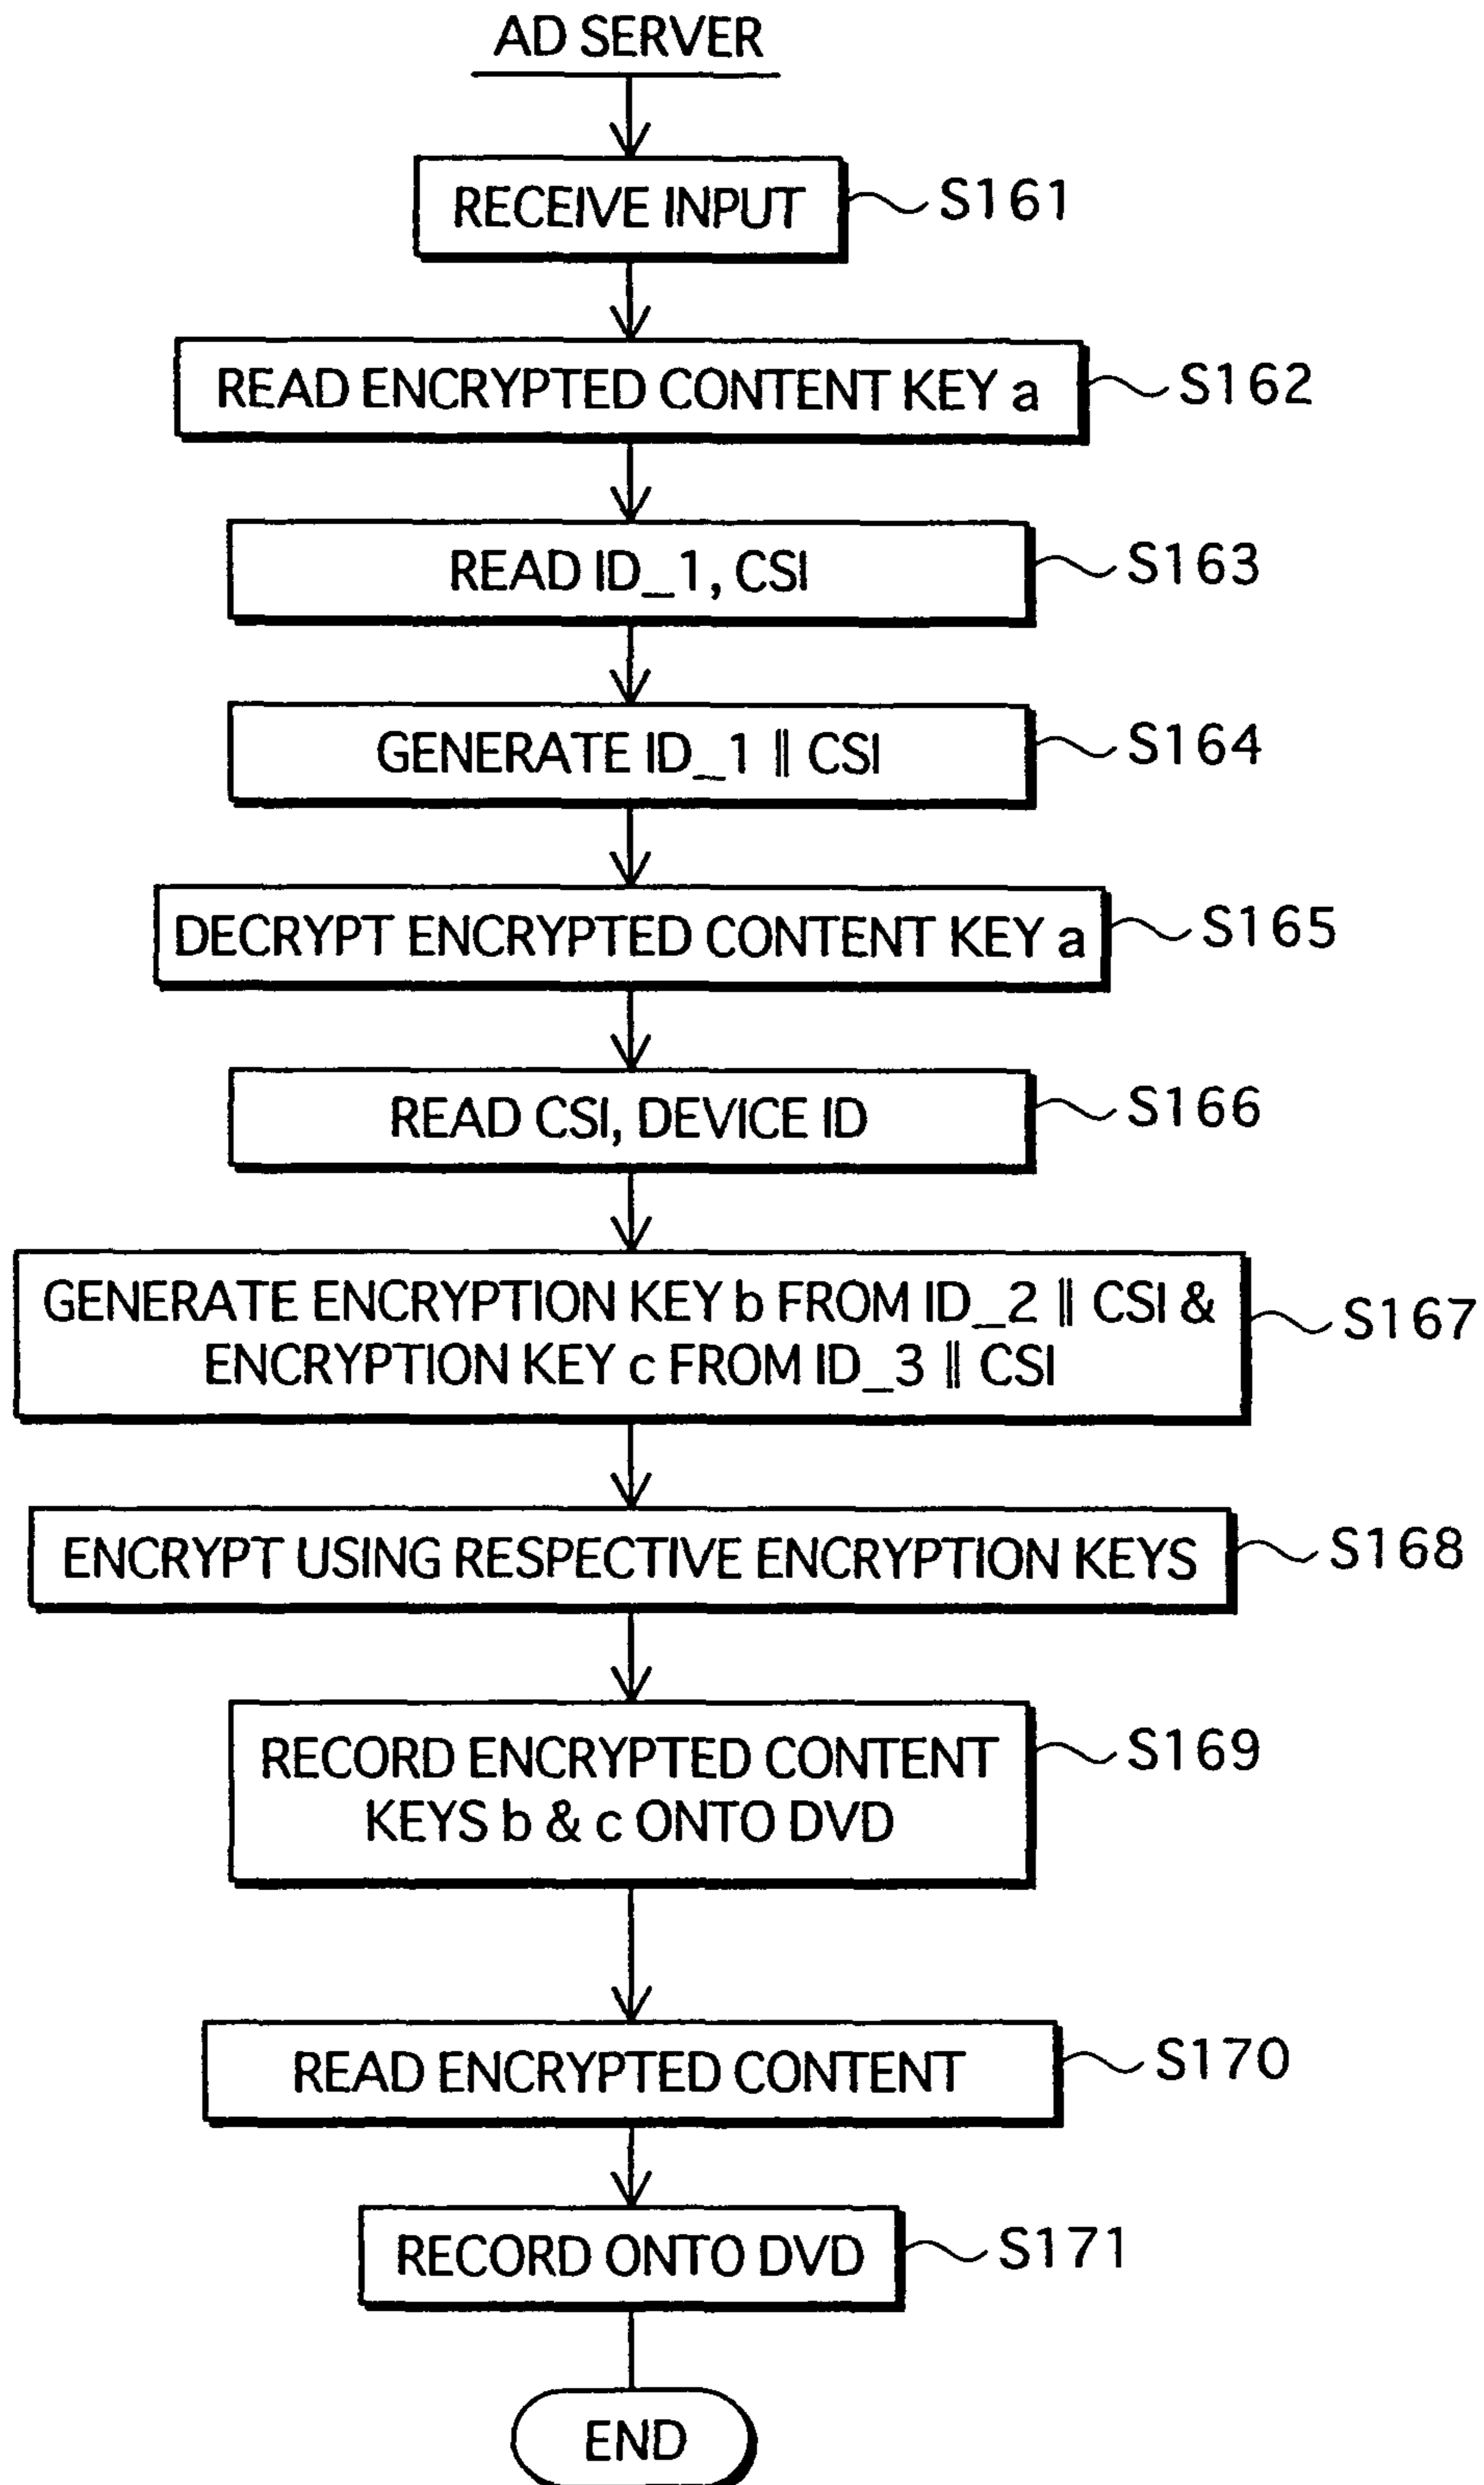 AD SERVER
RECEIVE INPUT
S161
READ ENCRYPTED CONTENT KEY a
S162
READ ID_1, CSI
S163
GENERATE ID_1 || CSI
S164
DECRYPT ENCRYPTED CONTENT KEY a
S165
READ CSI, DEVICE ID
S166
GENERATE ENCRYPTION KEY b FROM ID_2 || CSI &
ENCRYPTION KEY c FROM ID_3 || CSI
S167
ENCRYPT USING RESPECTIVE ENCRYPTION KEYS
S168
RECORD ENCRYPTED CONTENT
KEYS b & c ONTO DVD
S169
READ ENCRYPTED CONTENT
S170
RECORD ONTO DVD
S171
END